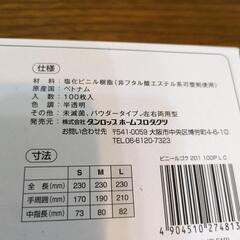 仕様
材料：塩化ビニル樹脂（非フタル酸エステル系可塑剤使用）
原産国：ベトナム
入数：100枚入
色調：半透明
その他：未滅菌、パウダータイプ、左右両用型
発売元：株式会社ダンロップホームプロダクツ
お問い合わせ先／〒541-0059 大阪市中央区博労町4-6
TEL 06-6120-7323
寸法
S M L
全長(mm) 230 230 230
手周囲(mm) 170 190 210
中指長(mm) 73 80 82
ビニールゴク 201 100P L C
4 904510 274813